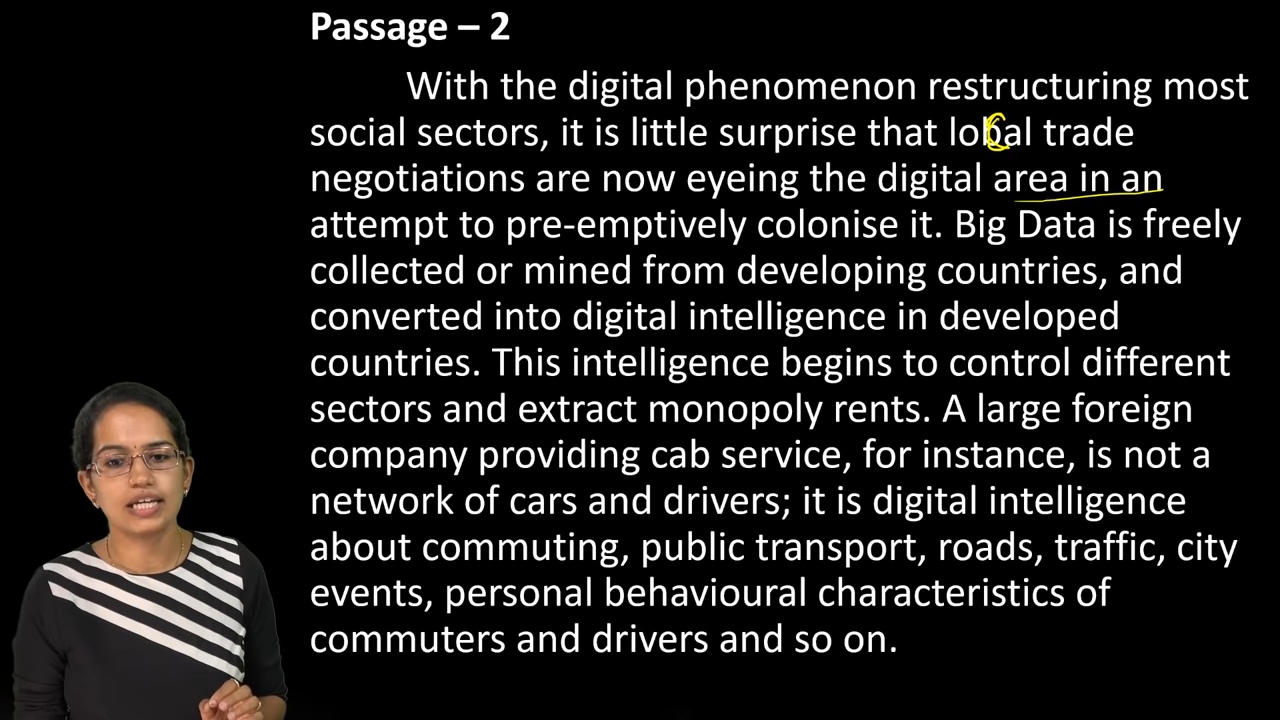 Passage – 2
With the digital phenomenon restructuring most
social sectors, it is little surprise that lobal trade
negotiations are now eyeing the digital area in an
attempt to pre-emptively colonise it. Big Data is freely
collected or mined from developing countries, and
converted into digital intelligence in developed
countries. This intelligence begins to control different
sectors and extract monopoly rents. A large foreign
company providing cab service, for instance, is not a
network of cars and drivers; it is digital intelligence
about commuting, public transport, roads, traffic, city
events, personal behavioural characteristics of
commuters and drivers and so on.